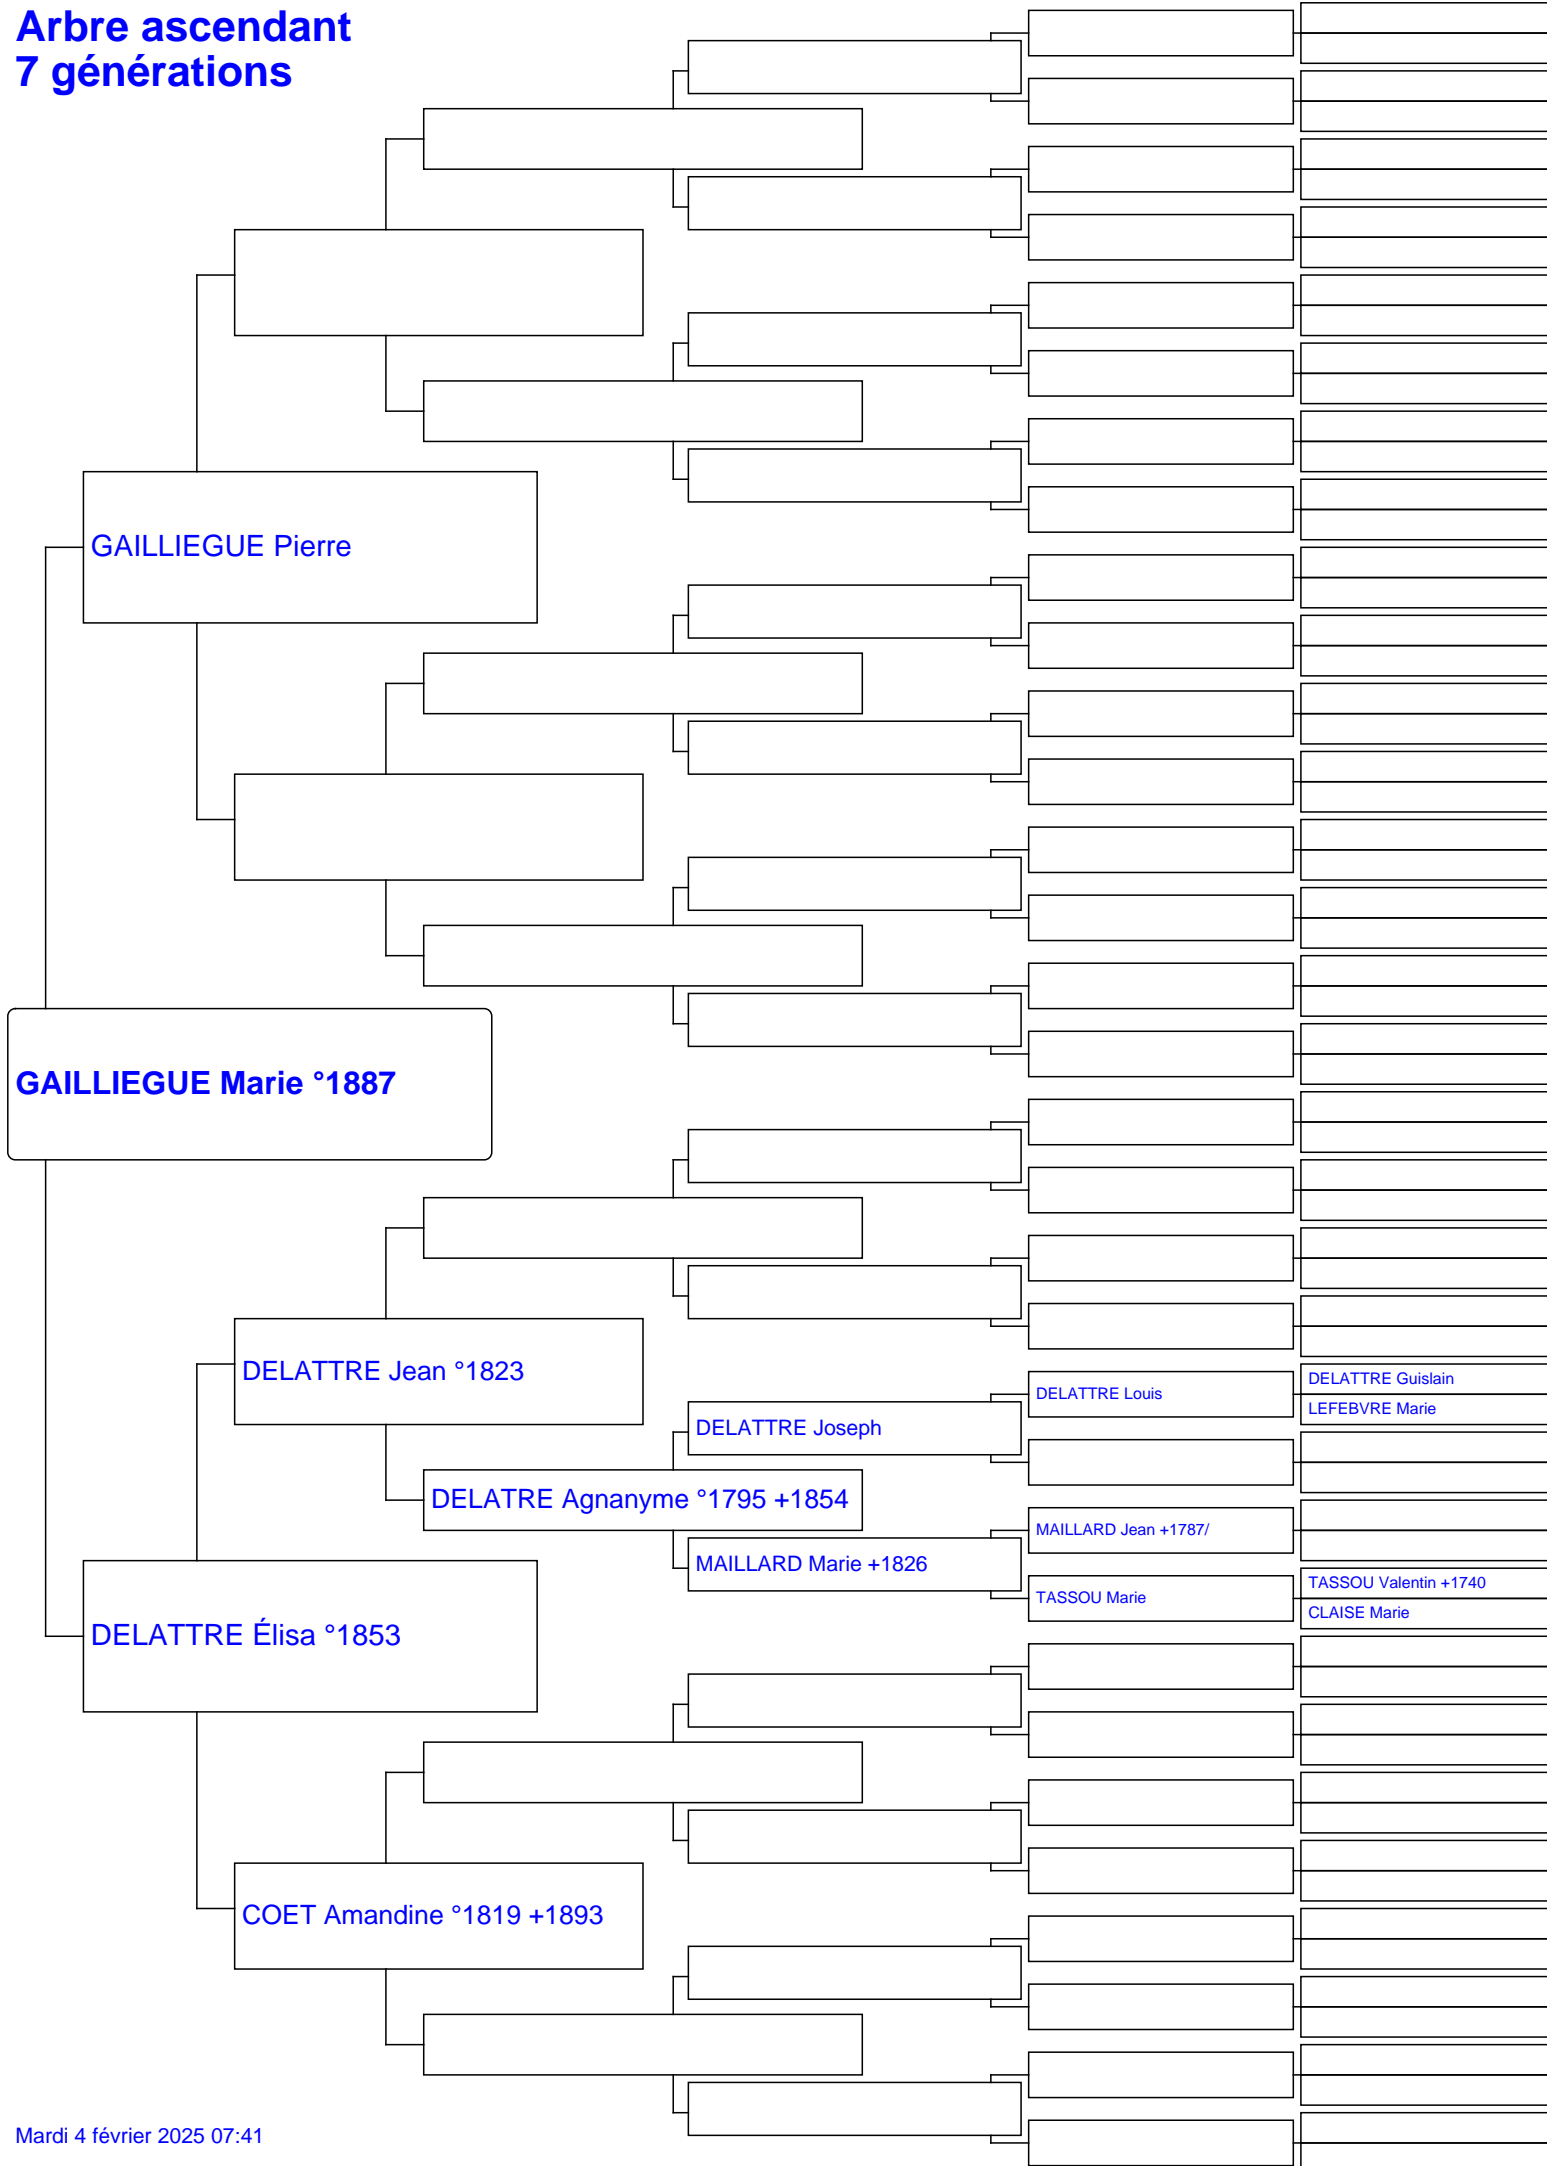 Arbre ascendant
7 générations
GAILLIEGUE Pierre
GAILLIEGUE Marie °1887
DELATTRE Jean °1823
DELATTRE Guislain
DELATTRE Louis
LEFEBVRE Marie
DELATTRE Joseph
DELATRE Agnanyme °1795 +1854
MAILLARD Jean +1787/
MAILLARD Marie +1826
TASSOU Valentin +1740
TASSOU Marie
CLAISE Marie
DELATTRE Élisa °1853
COET Amandine °1819 +1893
Mardi 4 février 2025 07:41